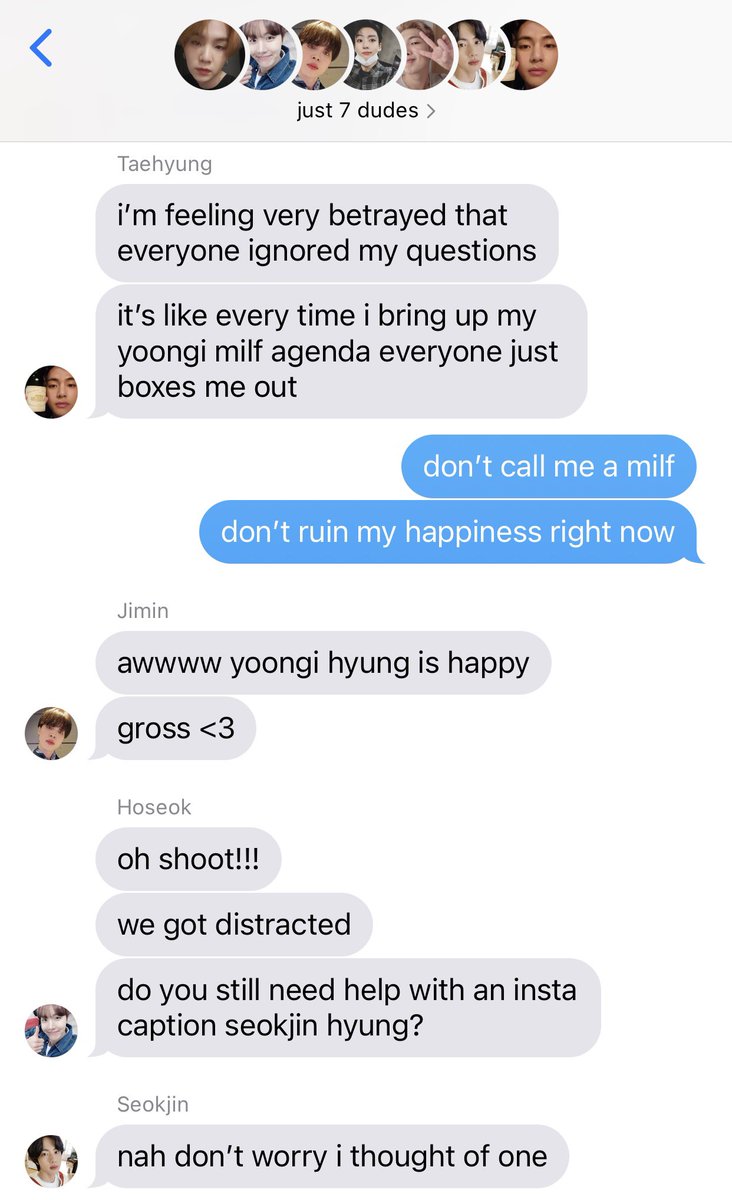 just 7 dudes
Taehyung
i’m feeling very betrayed that
everyone ignored my questions
it’s like every time i bring up my
yoongi milf agenda everyone just
boxes me out
don’t call me a milf
don’t ruin my happiness right now
Jimin
awwww yoongi hyung is happy
gross <3
Hoseok
oh shoot!!!
we got distracted
do you still need help with an insta
caption seokjin hyung?
Seokjin
nah don’t worry i thought of one